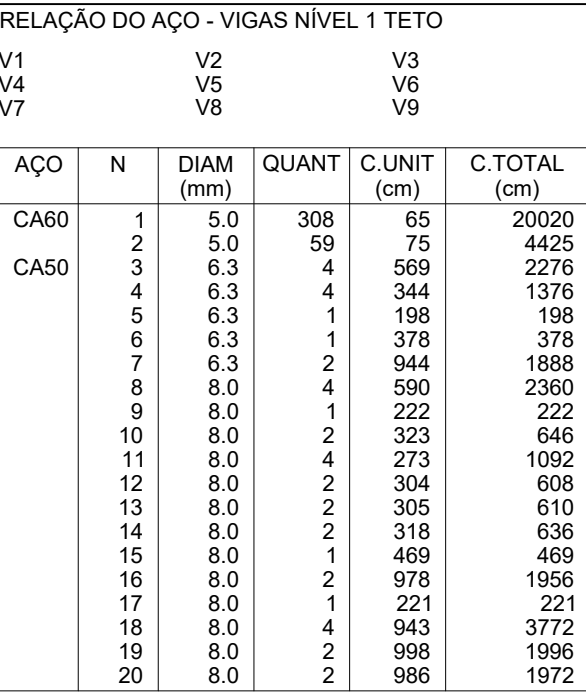 RELAÇÃO DO AÇO - VIGAS NÍVEL 1 TETO
V1 V2 V3
V4 V5 V6
V7 V8 V9
AÇO N DIAM QUANT C.UNIT C.TOTAL
(mm) (cm) (cm)
CA60 1 5.0 308 65 20020
2 5.0 59 75 4425
CA50 3 6.3 4 569 2276
4 6.3 4 344 1376
5 6.3 1 198 198
6 6.3 1 378 378
7 6.3 2 944 1888
8 8.0 4 590 2360
9 8.0 1 222 222
10 8.0 2 323 646
11 8.0 4 273 1092
12 8.0 2 304 608
13 8.0 2 305 610
14 8.0 2 318 636
15 8.0 1 469 469
16 8.0 2 978 1956
17 8.0 1 221 221
18 8.0 4 943 3772
19 8.0 2 998 1996
20 8.0 2 986 1972